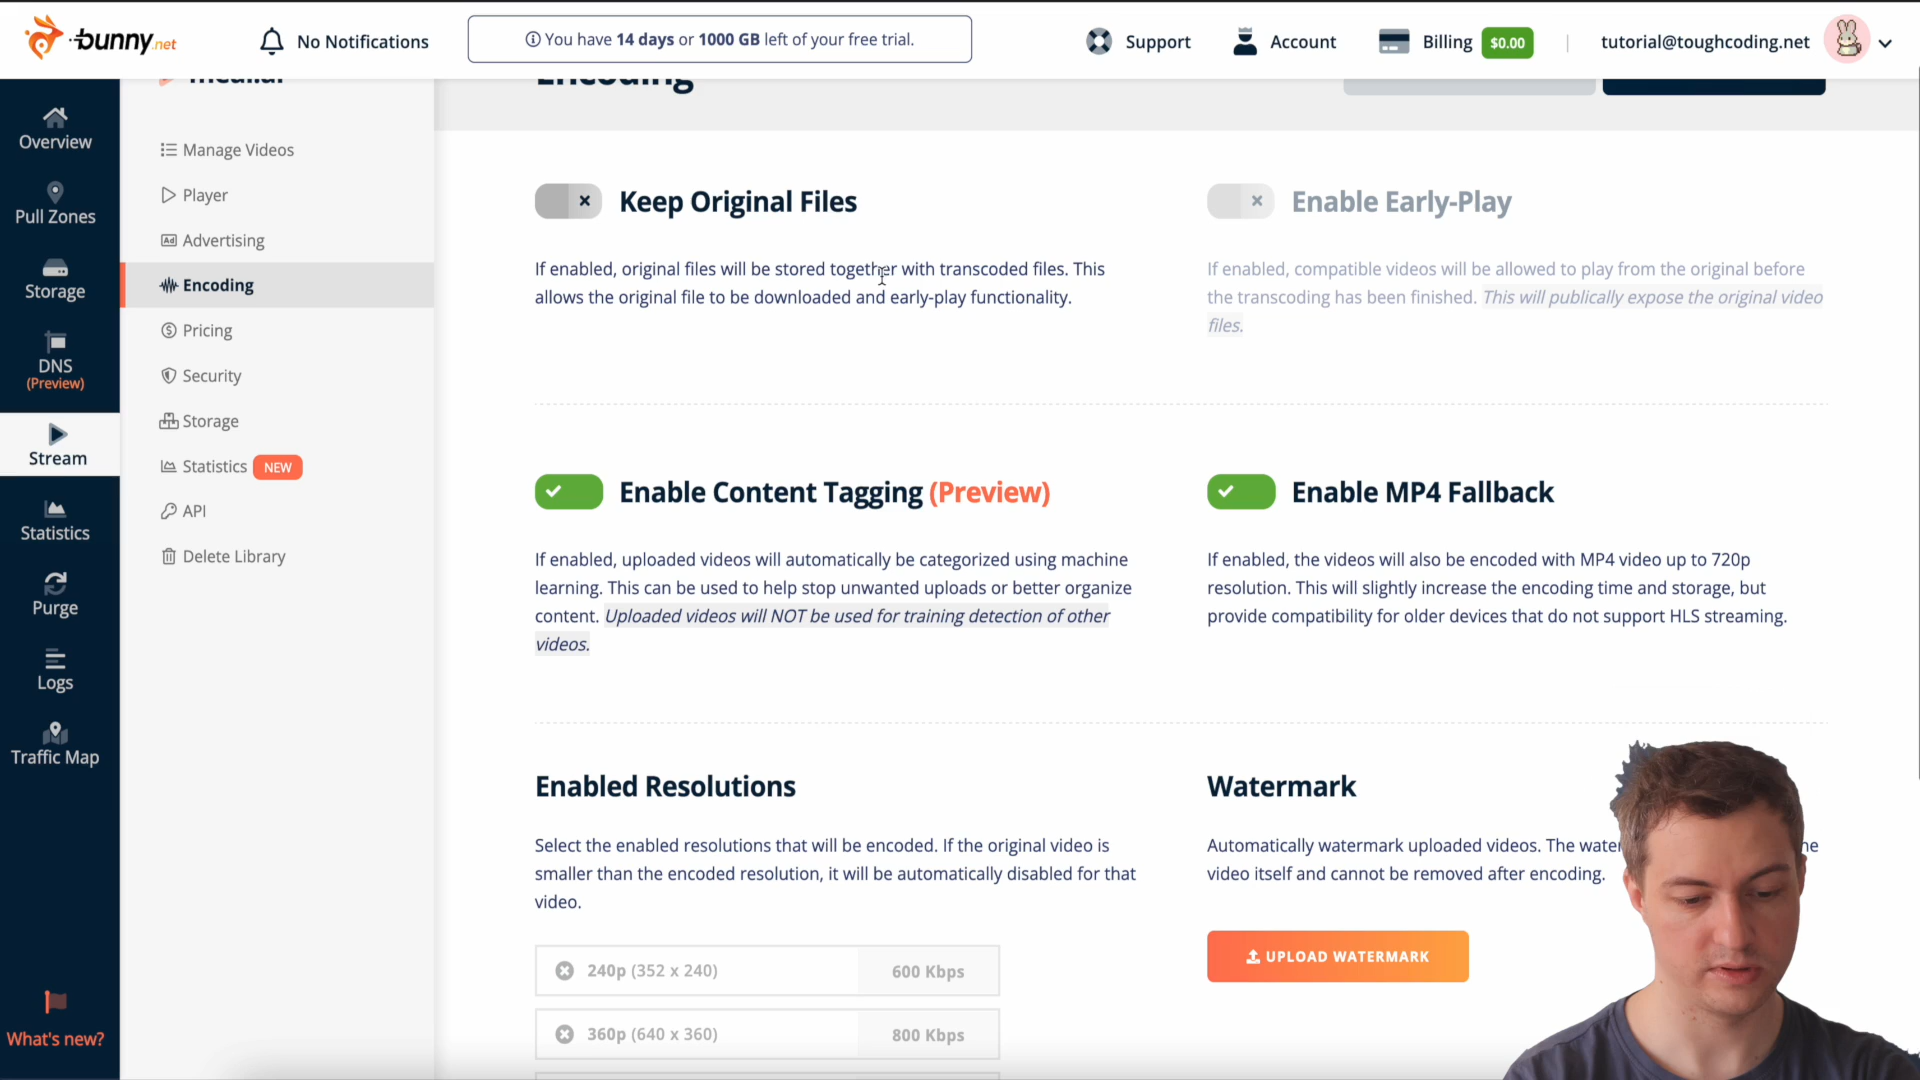 bunny.net
No Notifications
You have 14 days or 1000 GB left of your free trial.
Support
Account
Billing $0.00
tutorial@toughcoding.net
Overview
Pull Zones
Storage
DNS
(Preview)
Stream
Statistics
Purge
Logs
Traffic Map
What's new?
Manage Videos
Player
Advertising
Encoding
Pricing
Security
Storage
Statistics NEW
API
Delete Library
Encoding
Keep Original Files
If enabled, original files will be stored together with transcoded files. This
allows the original file to be downloaded and early-play functionality.
Enable Early-Play
If enabled, compatible videos will be allowed to play from the original before
the transcoding has been finished. This will publically expose the original video
files.
Enable Content Tagging (Preview)
If enabled, uploaded videos will automatically be categorized using machine
learning. This can be used to help stop unwanted uploads or better organize
content. Uploaded videos will NOT be used for training detection of other
videos.
Enable MP4 Fallback
If enabled, the videos will also be encoded with MP4 video up to 720p
resolution. This will slightly increase the encoding time and storage, but
provide compatibility for older devices that do not support HLS streaming.
Enabled Resolutions
Select the enabled resolutions that will be encoded. If the original video is
smaller than the encoded resolution, it will be automatically disabled for that
video.
240p (352 x 240) 600 Kbps
360p (640 x 360) 800 Kbps
Watermark
Automatically watermark uploaded videos. The
video itself and cannot be removed after encoding.
UPLOAD WATERMARK